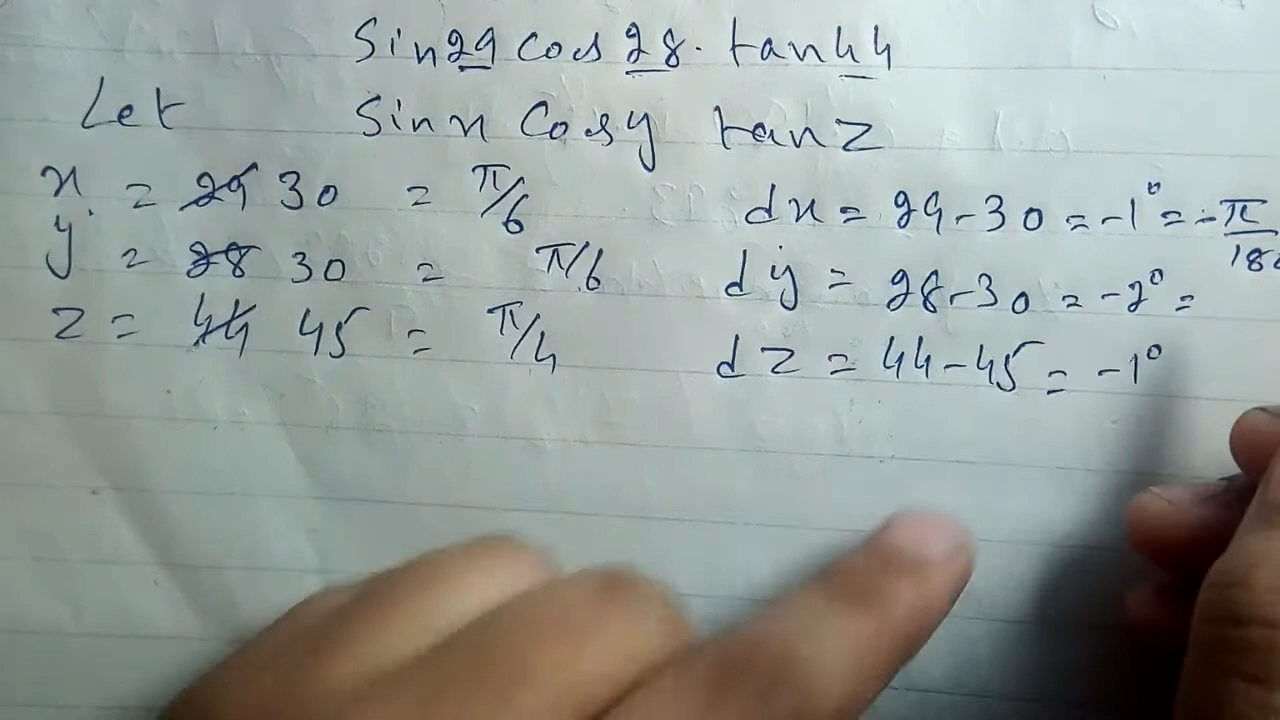 Sin29 cos 28. tan44
Let Sinx Cosy tanz
x = 29 30 = π/6 dx = 29-30 = -1° = -π/180
y = 28 30 = π/6 dy = 28-30 = -2° =
z = 44 45 = π/4 dz = 44-45 = -1°